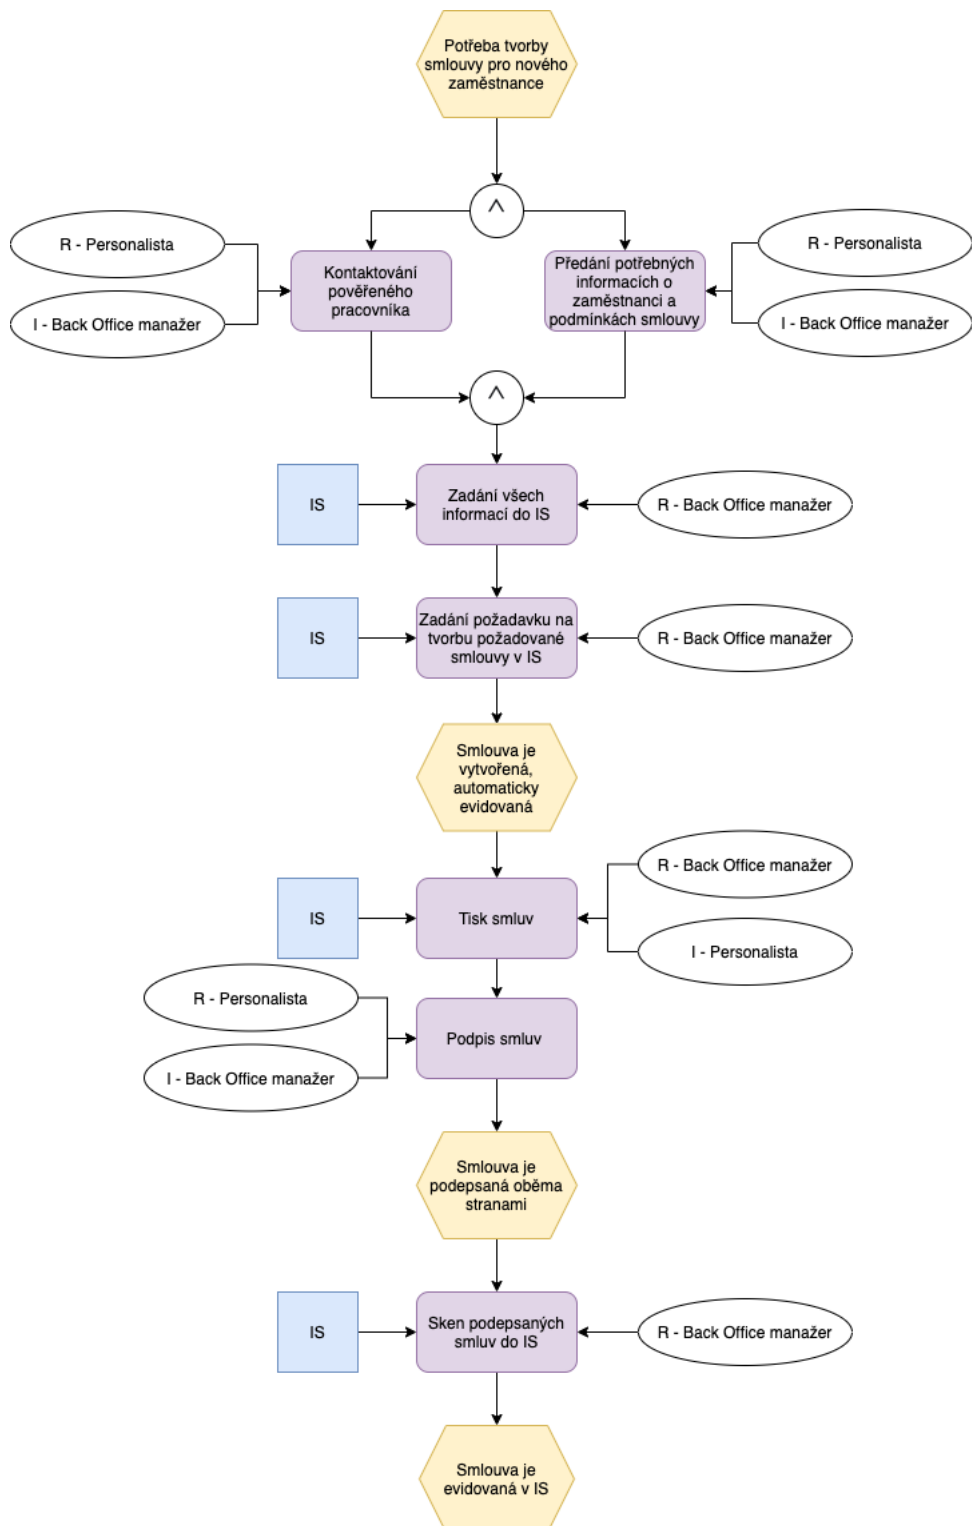 Potřeba tvorby
smlouvy pro nového
zaměstnance
^
R - Personalista
I - Back Office manažer
Kontaktování
pověřeného
pracovníka
Předání potřebných
informacích o
zaměstnanci a
podmínkách smlouvy
R - Personalista
I - Back Office manažer
^
IS
Zadání všech
informací do IS
R - Back Office manažer
IS
Zadání požadavku na
tvorbu požadované
smlouvy v IS
R - Back Office manažer
Smlouva je
vytvořená,
automaticky
evidovaná
IS
Tisk smluv
R - Back Office manažer
I - Personalista
R - Personalista
I - Back Office manažer
Podpis smluv
Smlouva je
podepsaná oběma
stranami
IS
Sken podepsaných
smluv do IS
R - Back Office manažer
Smlouva je
evidovaná v IS